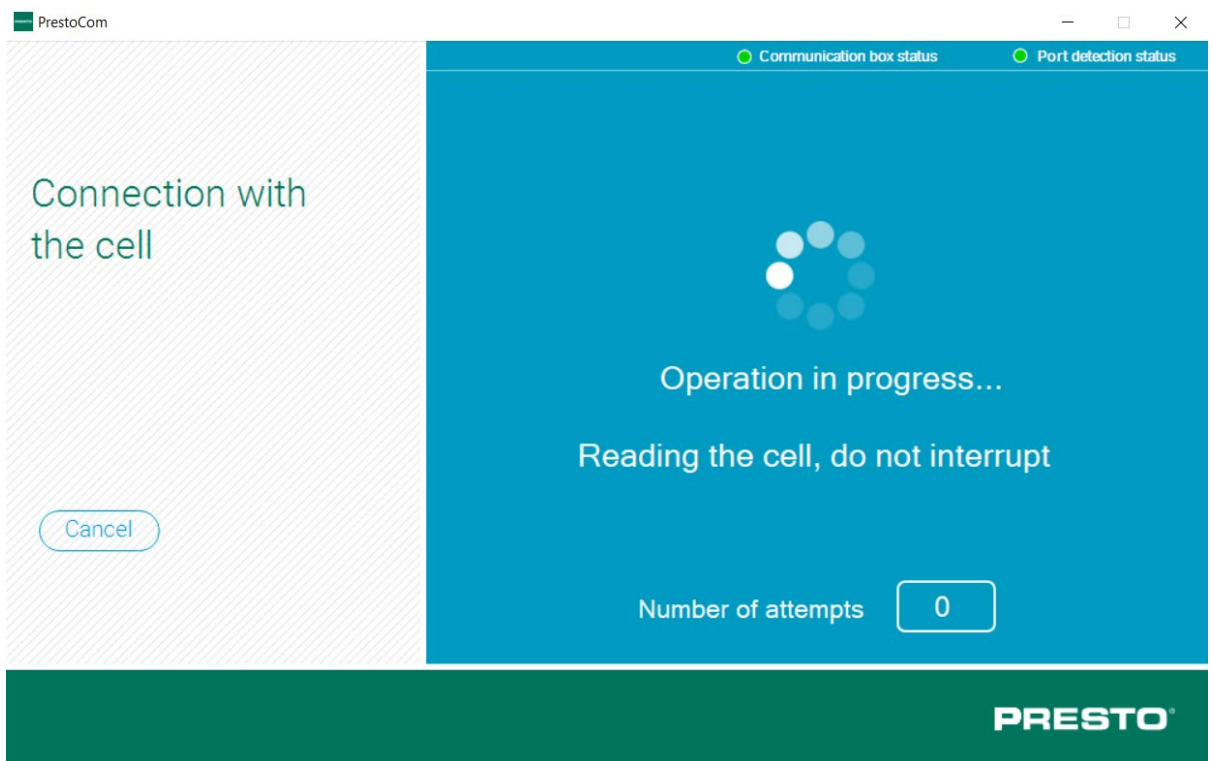 PrestoCom
Communication box status
Port detection status
Connection with
the cell
Operation in progress...
Reading the cell, do not interrupt
Cancel
Number of attempts
0
PRESTO